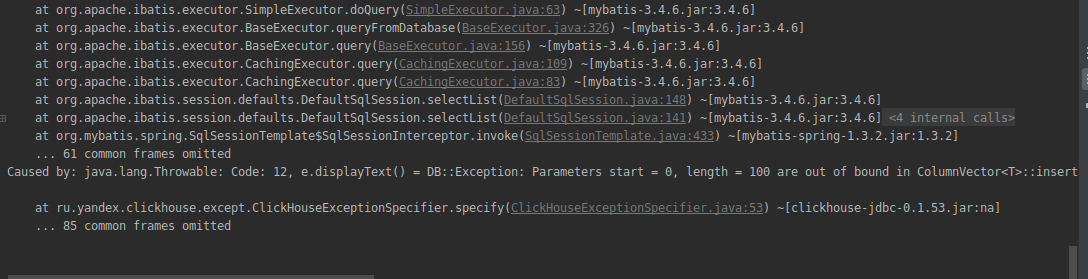 at org.apache.ibatis.executor.SimpleExecutor.doQuery(SimpleExecutor.java:63) ~[mybatis-3.4.6.jar:3.4.6]
at org.apache.ibatis.executor.BaseExecutor.queryFromDatabase(BaseExecutor.java:326) ~[mybatis-3.4.6.jar:3.4.6]
at org.apache.ibatis.executor.BaseExecutor.query(BaseExecutor.java:156) ~[mybatis-3.4.6.jar:3.4.6]
at org.apache.ibatis.executor.CachingExecutor.query(CachingExecutor.java:109) ~[mybatis-3.4.6.jar:3.4.6]
at org.apache.ibatis.executor.CachingExecutor.query(CachingExecutor.java:83) ~[mybatis-3.4.6.jar:3.4.6]
at org.apache.ibatis.session.defaults.DefaultSqlSession.selectList(DefaultSqlSession.java:148) ~[mybatis-3.4.6.jar:3.4.6]
at org.apache.ibatis.session.defaults.DefaultSqlSession.selectList(DefaultSqlSession.java:141) ~[mybatis-3.4.6.jar:3.4.6] <4 internal calls>
at org.mybatis.spring.SqlSessionTemplate$SqlSessionInterceptor.invoke(SqlSessionTemplate.java:433) ~[mybatis-spring-1.3.2.jar:1.3.2]
... 61 common frames omitted
Caused by: java.lang.Throwable: Code: 12, e.displayText() = DB::Exception: Parameters start = 0, length = 100 are out of bound in ColumnVector<T>::insert
at ru.yandex.clickhouse.except.ClickHouseExceptionSpecifier.specify(ClickHouseExceptionSpecifier.java:53) ~[clickhouse-jdbc-0.1.53.jar:na]
... 85 common frames omitted